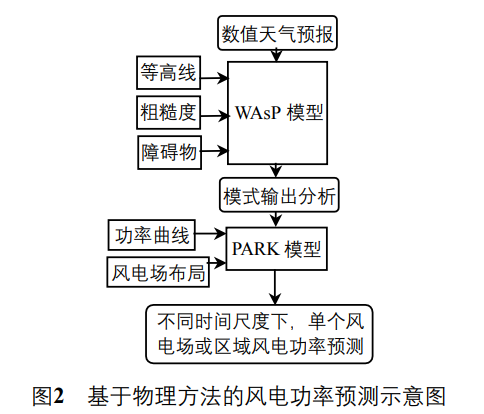 数值天气预报
等高线
粗糙度
障碍物
WAsP 模型
模式输出分析
功率曲线
风电场布局
PARK 模型
不同时间尺度下，单个风
电场或区域风电功率预测
图2 基于物理方法的风电功率预测示意图